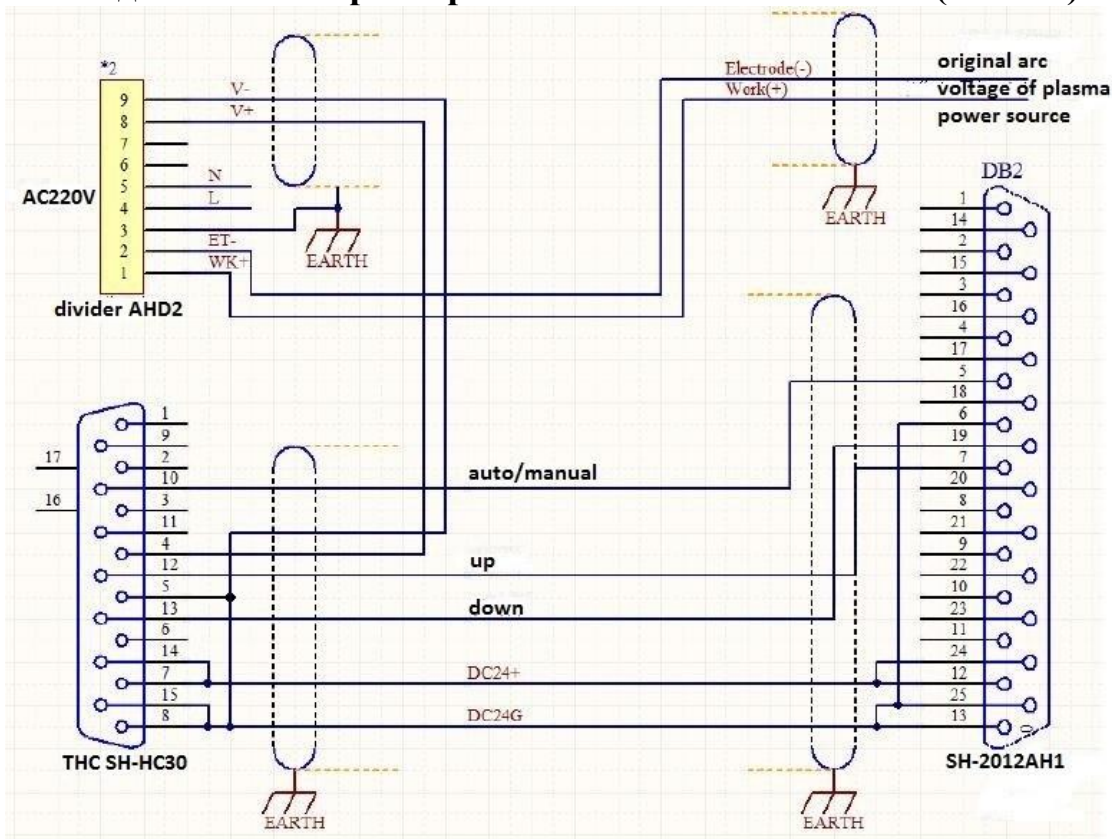 *2
9
8
7
6
5
4
3
2
1
AC220V
V-
V+
N
L
ET-
WK+
EARTH
divider AHD2
Electrode(-)
Work(+)
original arc
voltage of plasma
power source
EARTH
DB2
1
14
2
15
3
16
4
17
5
18
6
19
7
20
8
21
9
22
10
23
11
24
12
25
13
SH-2012AH1
17
16
1
9
2
10
3
11
4
12
5
13
6
14
7
15
8
THC SH-HC30
auto/manual
up
down
DC24+
DC24G
EARTH
EARTH